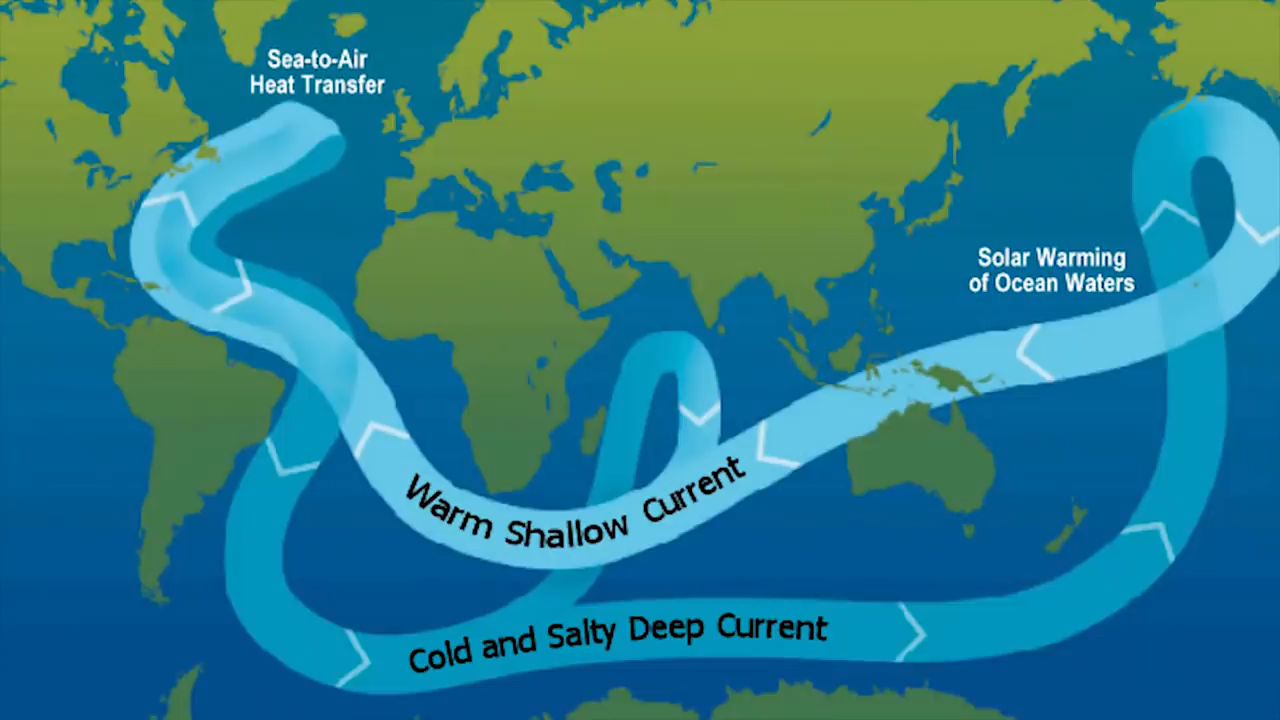 Sea-to-Air
Heat Transfer
Solar Warming
of Ocean Waters
Warm Shallow Current
Cold and Salty Deep Current